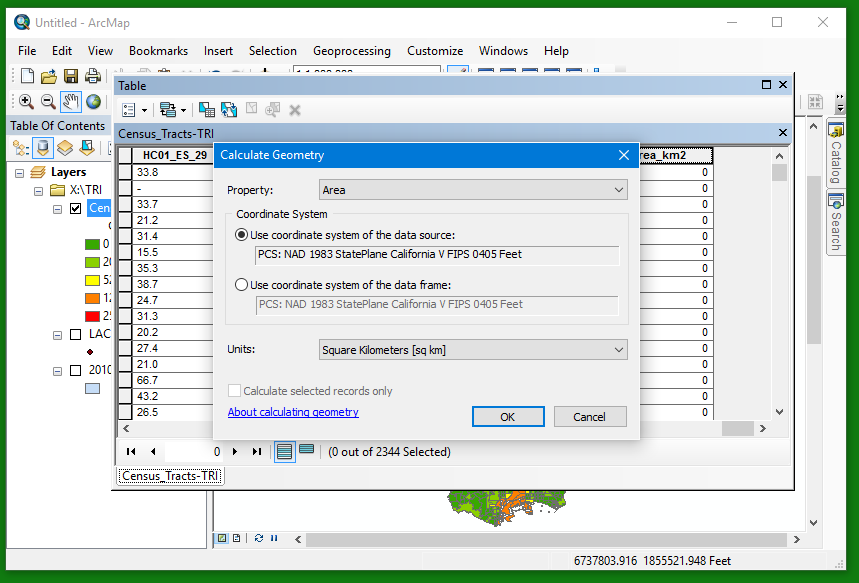 Untitled - ArcMap
File Edit View Bookmarks Insert Selection Geoprocessing Customize Windows Help
Table
Table Of Contents
Census_Tracts-TRI
Layers
X:\TRI
Cen
0
20
52
12
25
LAC
2010
HC01_ES_29
rea_km2
33.8 0
- 0
33.7 0
21.2 0
31.4 0
15.5 0
35.3 0
38.7 0
24.7 0
31.3 0
20.2 0
27.4 0
21.0 0
66.7 0
43.2 0
26.5 0
Calculate Geometry
Property: Area
Coordinate System
Use coordinate system of the data source:
PCS: NAD 1983 StatePlane California V FIPS 0405 Feet
Use coordinate system of the data frame:
PCS: NAD 1983 StatePlane California V FIPS 0405 Feet
Units: Square Kilometers [sq km]
Calculate selected records only
About calculating geometry
OK Cancel
0 (0 out of 2344 Selected)
Census_Tracts-TRI
Catalog
Search
6737803.916 1855521.948 Feet